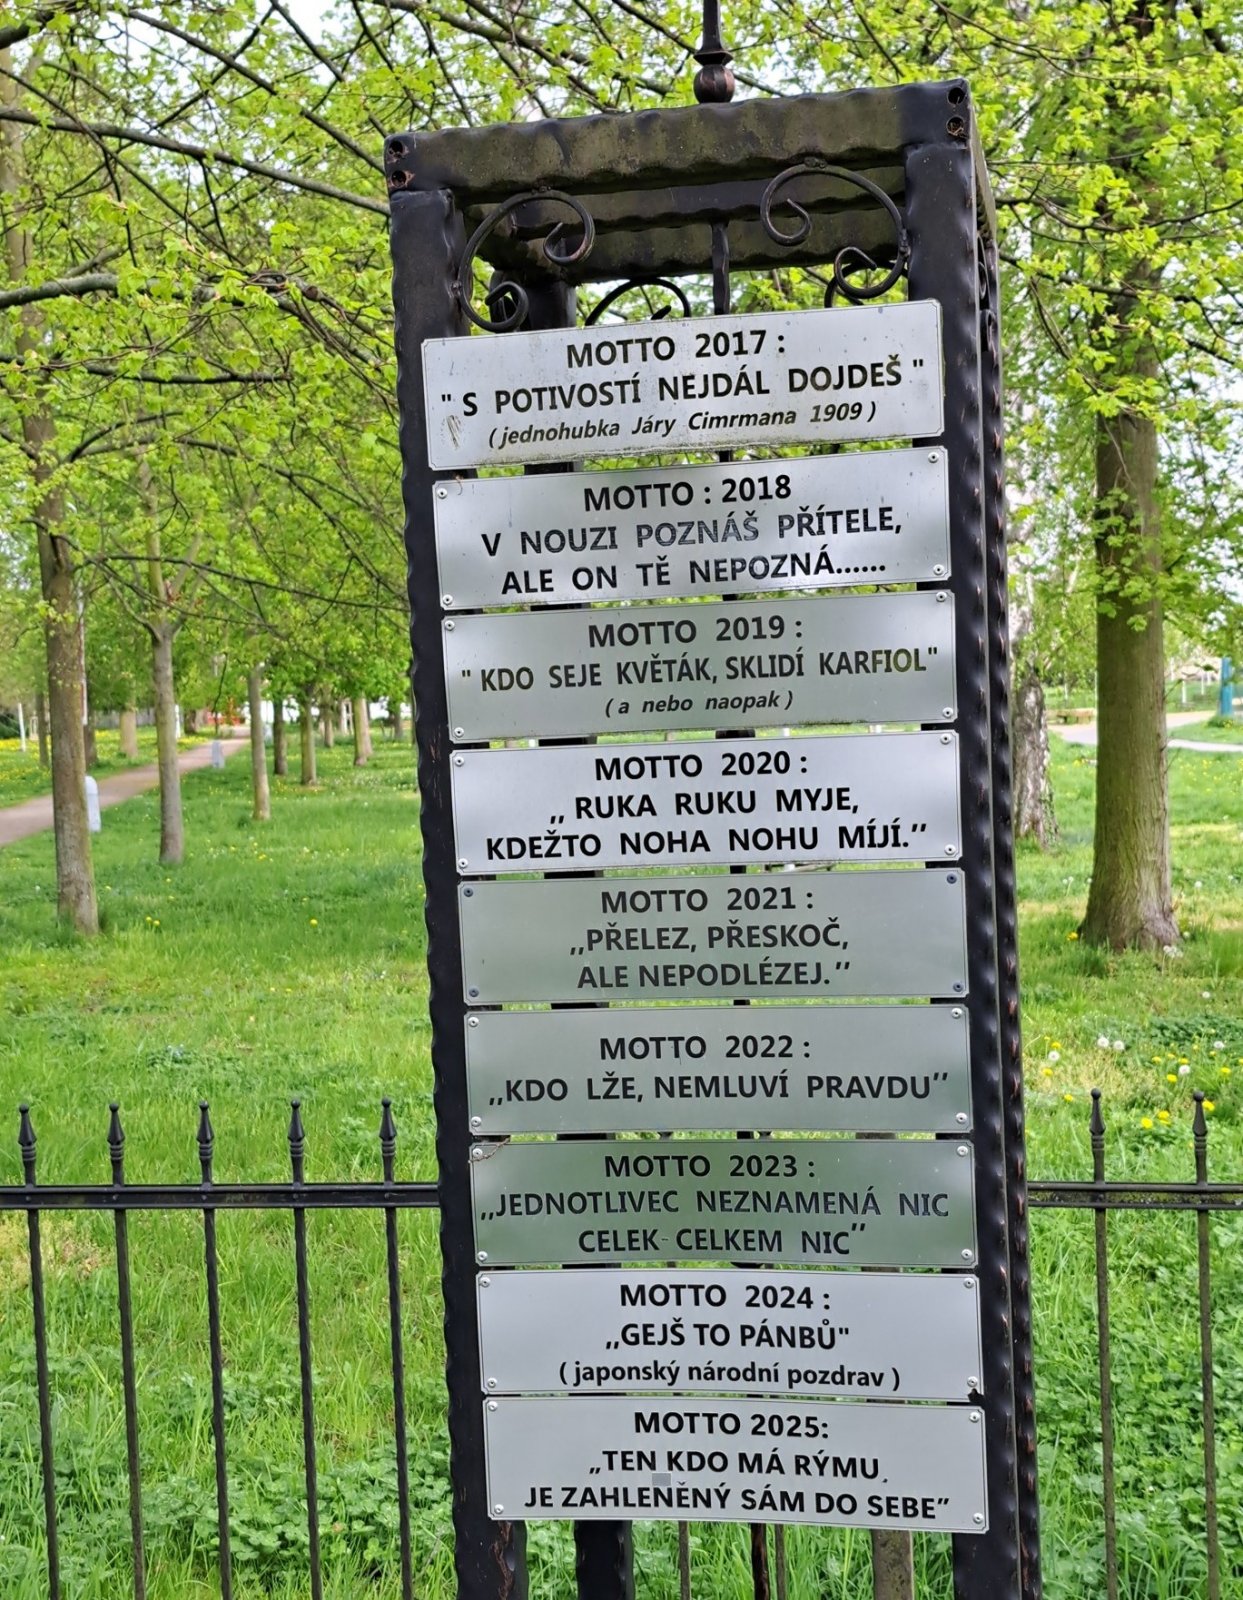 MOTTO 2017 :
" S POTIVOSTÍ NEJDÁL DOJDEŠ "
( jednohubka Járy Cimrmana 1909 )
MOTTO : 2018
V NOUZI POZNÁŠ PŘÍTELE,
ALE ON TĚ NEPOZNÁ......
MOTTO 2019 :
" KDO SEJE KVĚTÁK, SKLIDÍ KARFIOL"
( a nebo naopak )
MOTTO 2020 :
,, RUKA RUKU MYJE,
KDEŽTO NOHA NOHU MÍJÍ.’’
MOTTO 2021 :
,,PŘELEZ, PŘESKOČ,
ALE NEPODLÉZEJ.’’
MOTTO 2022 :
,,KDO LŽE, NEMLUVÍ PRAVDU’’
MOTTO 2023 :
,,JEDNOTLIVEC NEZNAMENÁ NIC
CELEK- CELKEM NIC’’
MOTTO 2024 :
,,GEJŠ TO PÁNBŮ"
( japonský národní pozdrav )
MOTTO 2025:
„TEN KDO MÁ RÝMU,
JE ZAHLENĚNÝ SÁM DO SEBE”